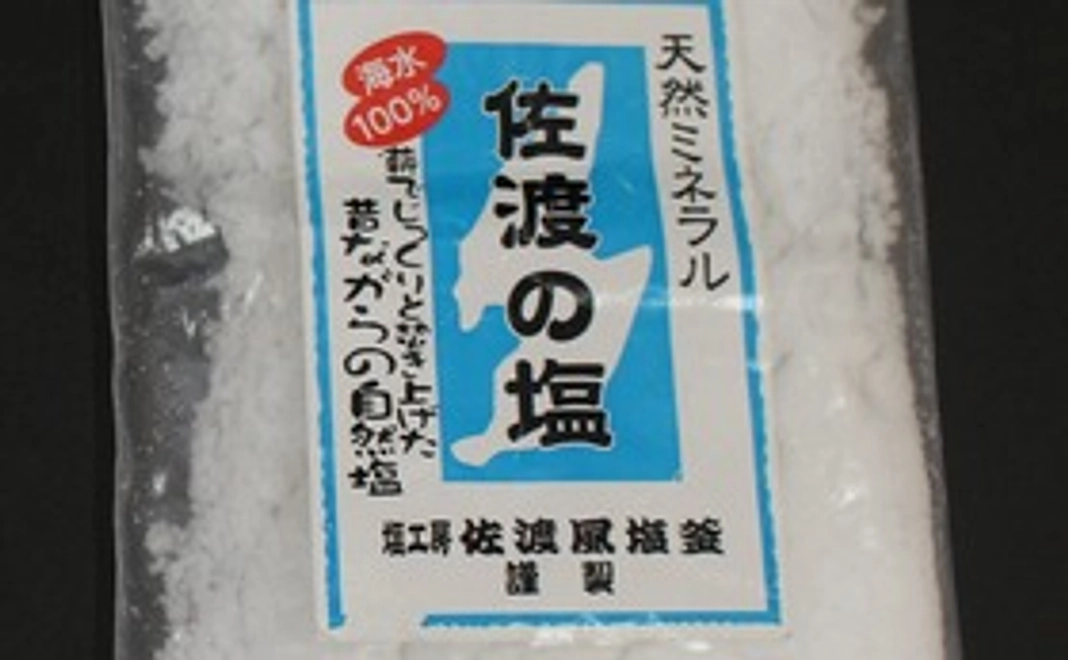 天然ミネラル
佐渡の塩
海水
100%
薪でじっくりと炊き上げた
昔ながらの自然塩
塩工房 佐渡風塩釜
謹製